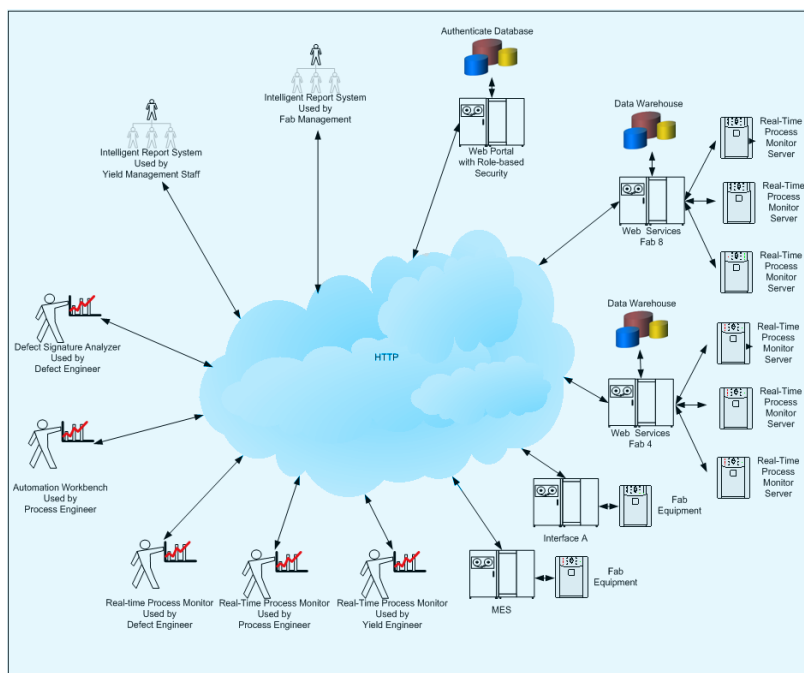 Authenticate Database
Intelligent Report System
Used by
Fab Management
Intelligent Report System
Used by
Yield Management Staff
Web Portal
with Role-based
Security
Data Warehouse
Real-Time
Process
Monitor
Server
Real-Time
Process
Monitor
Server
Web Services
Fab 8
Real-Time
Process
Monitor
Server
Data Warehouse
Real-Time
Process
Monitor
Server
Real-Time
Process
Monitor
Server
Web Services
Fab 4
Real-Time
Process
Monitor
Server
HTTP
Defect Signature Analyzer
Used by
Defect Engineer
Automation Workbench
Used by
Process Engineer
Real-time Process Monitor
Used by
Defect Engineer
Real-Time Process Monitor
Used by
Process Engineer
Real-Time Process Monitor
Used by
Yield Engineer
Interface A
Fab
Equipment
MES
Fab
Equipment